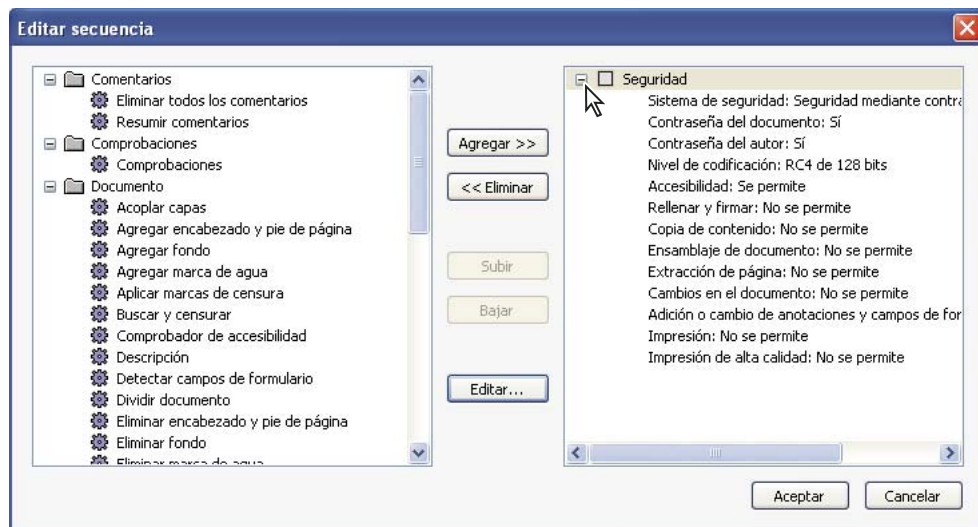 Editar secuencia
Comentarios
Eliminar todos los comentarios
Resumir comentarios
Comprobaciones
Comprobaciones
Documento
Acoplar capas
Agregar encabezado y pie de página
Agregar fondo
Agregar marca de agua
Aplicar marcas de censura
Buscar y censurar
Comprobador de accesibilidad
Descripción
Detectar campos de formulario
Dividir documento
Eliminar encabezado y pie de página
Eliminar fondo
Eliminar marca de agua
Agregar >>
<< Eliminar
Subir
Bajar
Editar...
Seguridad
Sistema de seguridad: Seguridad mediante contra
Contraseña del documento: Sí
Contraseña del autor: Sí
Nivel de codificación: RC4 de 128 bits
Accesibilidad: Se permite
Rellenar y firmar: No se permite
Copia de contenido: No se permite
Ensamblaje de documento: No se permite
Extracción de página: No se permite
Cambios en el documento: No se permite
Adición o cambio de anotaciones y campos de for
Impresión: No se permite
Impresión de alta calidad: No se permite
Aceptar
Cancelar